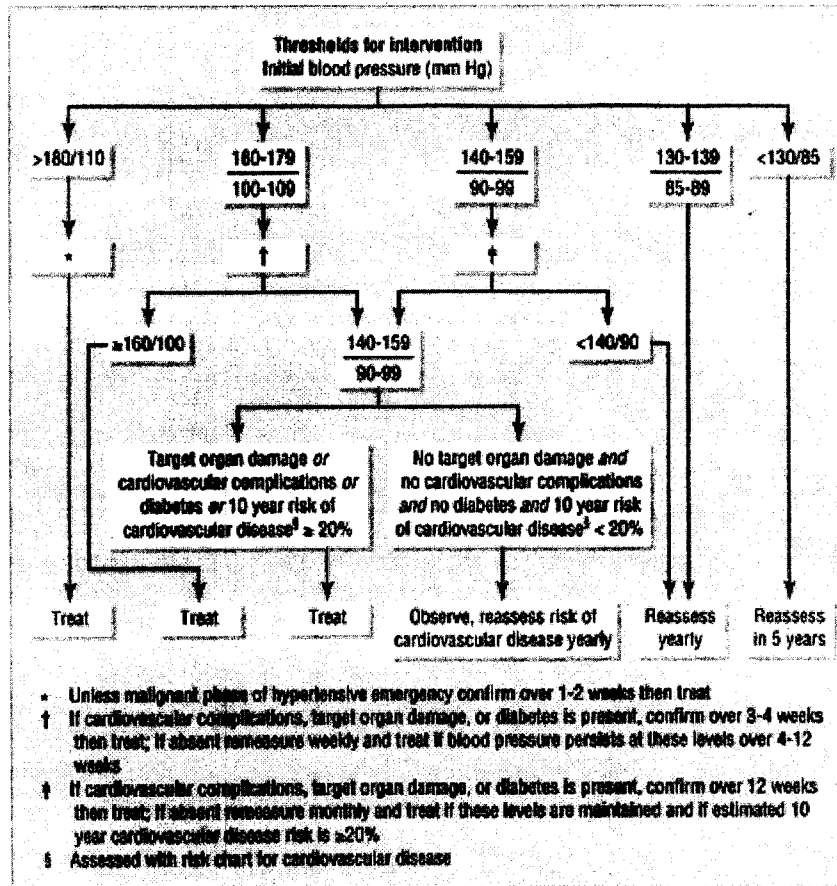 Thresholds for intervention
Initial blood pressure (mm Hg)
>180/110
160-179
100-109
140-159
90-99
130-139
85-89
<130/85
*
†
‡
≥160/100
140-159
90-99
<140/90
Target organ damage or
cardiovascular complications or
diabetes or 10 year risk of
cardiovascular disease§ ≥ 20%
No target organ damage and
no cardiovascular complications
and no diabetes and 10 year risk
of cardiovascular disease§ < 20%
Treat
Treat
Treat
Observe, reassess risk of
cardiovascular disease yearly
Reassess
yearly
Reassess
in 5 years
* Unless malignant phase of hypertensive emergency confirm over 1-2 weeks then treat
† If cardiovascular complications, target organ damage, or diabetes is present, confirm over 3-4 weeks
then treat; if absent remeasure weekly and treat if blood pressure persists at these levels over 4-12
weeks
‡ If cardiovascular complications, target organ damage, or diabetes is present, confirm over 12 weeks
then treat; if absent remeasure monthly and treat if these levels are maintained and if estimated 10
year cardiovascular disease risk is ≥20%
§ Assessed with risk chart for cardiovascular disease